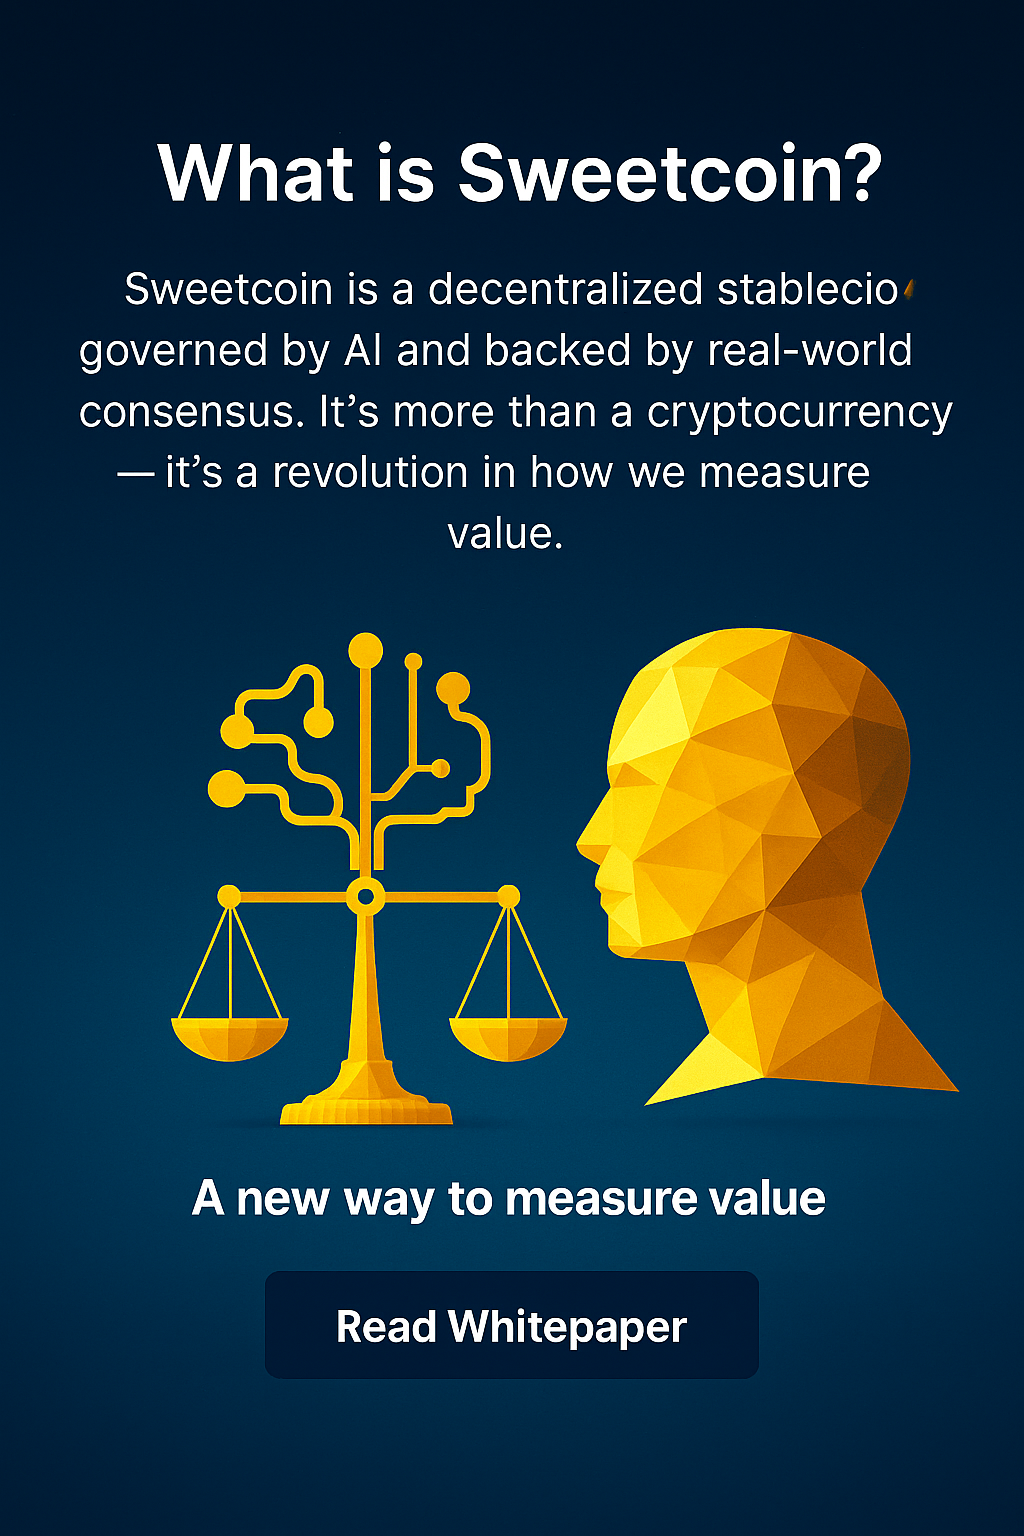 What is Sweetcoin?
Sweetcoin is a decentralized stablecio
governed by AI and backed by real-world
consensus. It’s more than a cryptocurrency
— it’s a revolution in how we measure
value.
A new way to measure value
Read Whitepaper